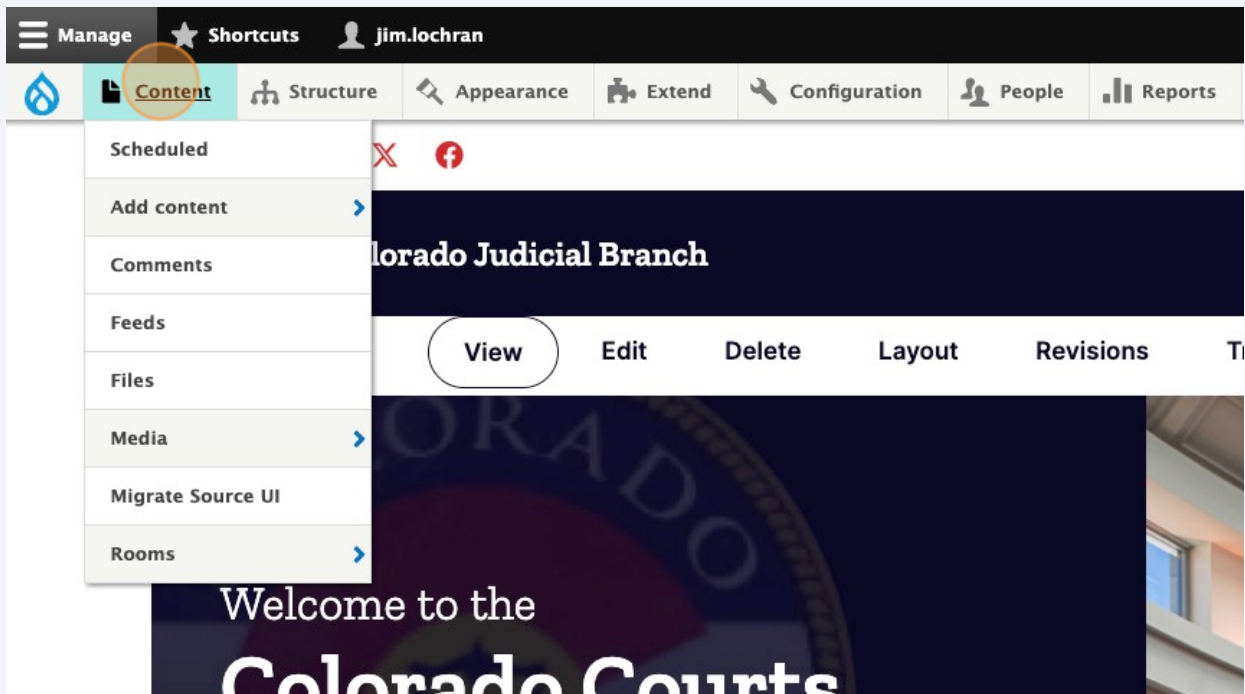 Manage Shortcuts jim.lochran
Content Structure Appearance Extend Configuration People Reports
Scheduled
Add content
Comments
lorado Judicial Branch
Feeds
View Edit Delete Layout Revisions
Files
Media
COLORADO
Migrate Source UI
Rooms
Welcome to the
Colorado Courts